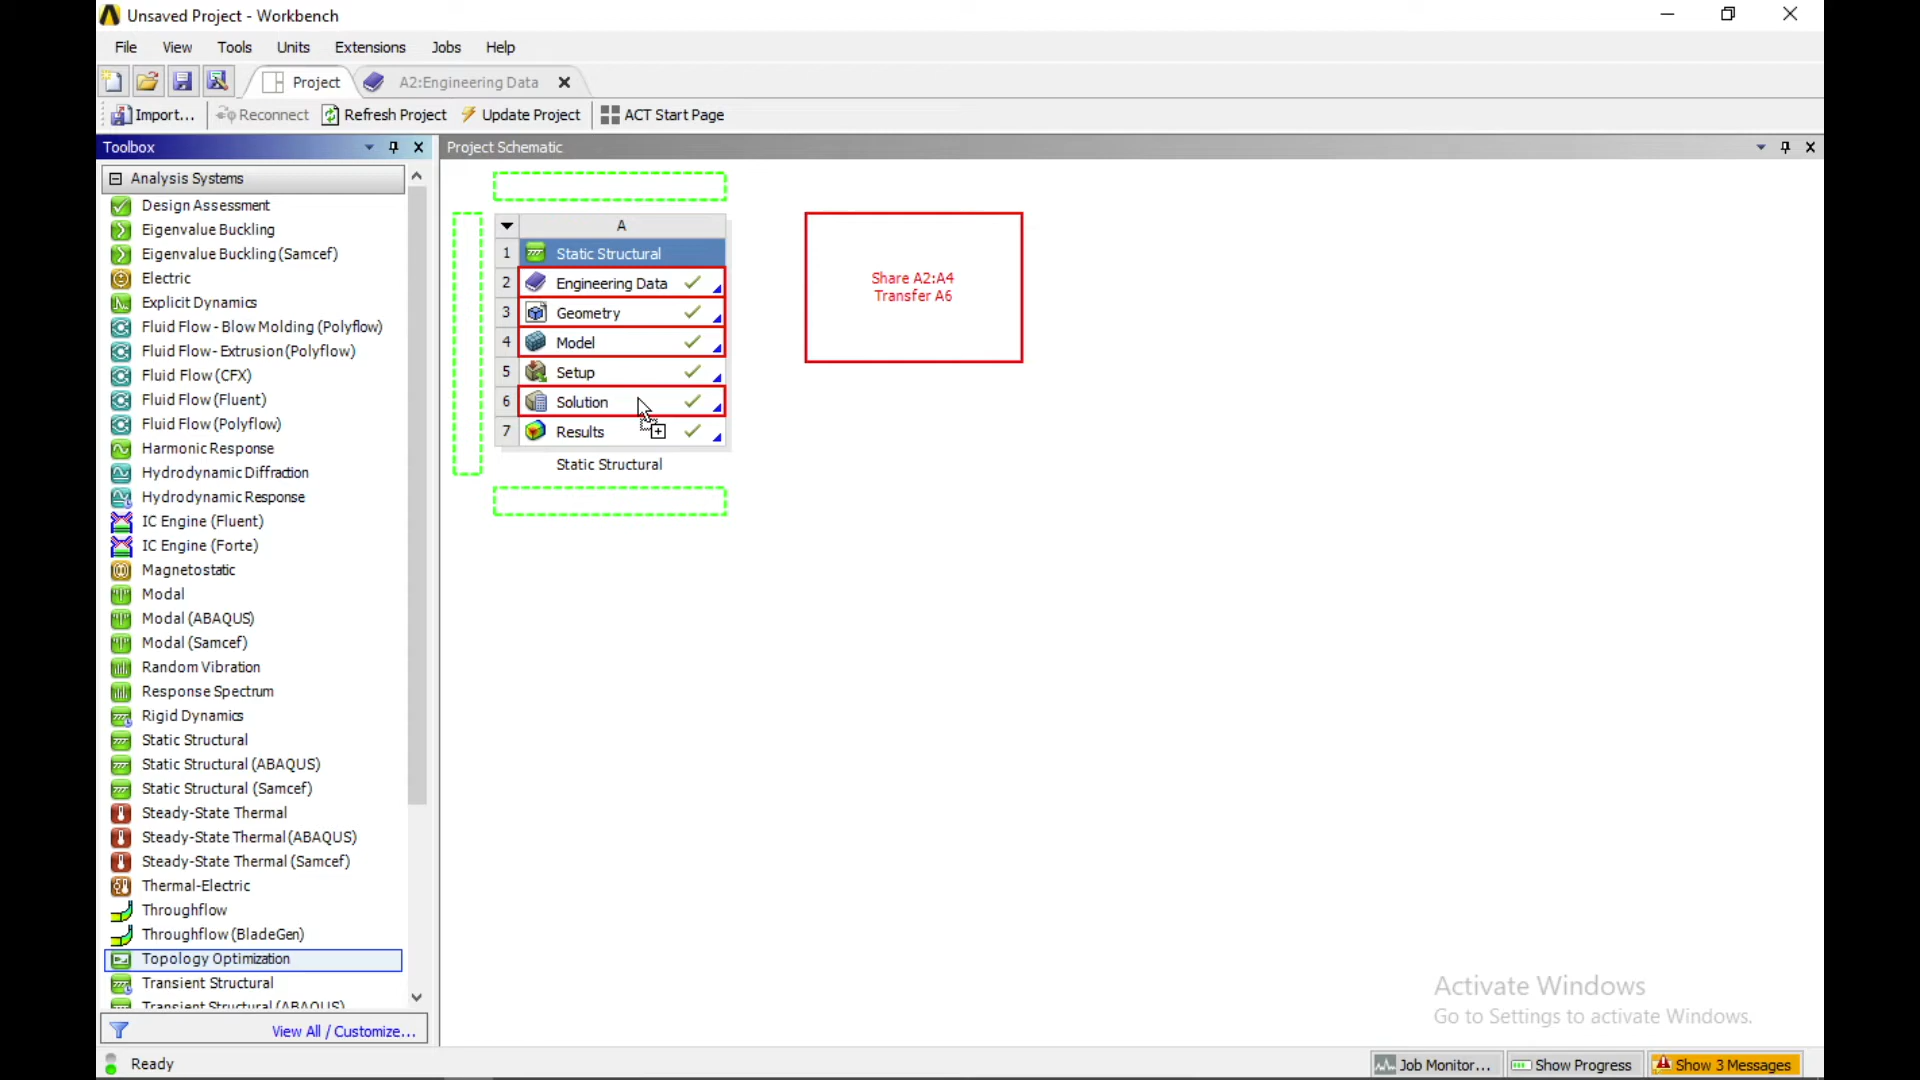 Unsaved Project - Workbench
File View Tools Units Extensions Jobs Help
Project A2:Engineering Data
Import... Reconnect Refresh Project Update Project ACT Start Page
Toolbox
Project Schematic
Analysis Systems
Design Assessment
Eigenvalue Buckling
Eigenvalue Buckling (Samcef)
Electric
Explicit Dynamics
Fluid Flow - Blow Molding (Polyflow)
Fluid Flow - Extrusion (Polyflow)
Fluid Flow (CFX)
Fluid Flow (Fluent)
Fluid Flow (Polyflow)
Harmonic Response
Hydrodynamic Diffraction
Hydrodynamic Response
IC Engine (Fluent)
IC Engine (Forte)
Magnetostatic
Modal
Modal (ABAQUS)
Modal (Samcef)
Random Vibration
Response Spectrum
Rigid Dynamics
Static Structural
Static Structural (ABAQUS)
Static Structural (Samcef)
Steady-State Thermal
Steady-State Thermal (ABAQUS)
Steady-State Thermal (Samcef)
Thermal-Electric
Throughflow
Throughflow (BladeGen)
Topology Optimization
Transient Structural
Transient Structural (ABAQUS)
View All / Customize...
A
1 Static Structural
2 Engineering Data
3 Geometry
4 Model
5 Setup
6 Solution
7 Results
Static Structural
Share A2:A4
Transfer A6
Activate Windows
Go to Settings to activate Windows.
Ready
Job Monitor... Show Progress Show 3 Messages